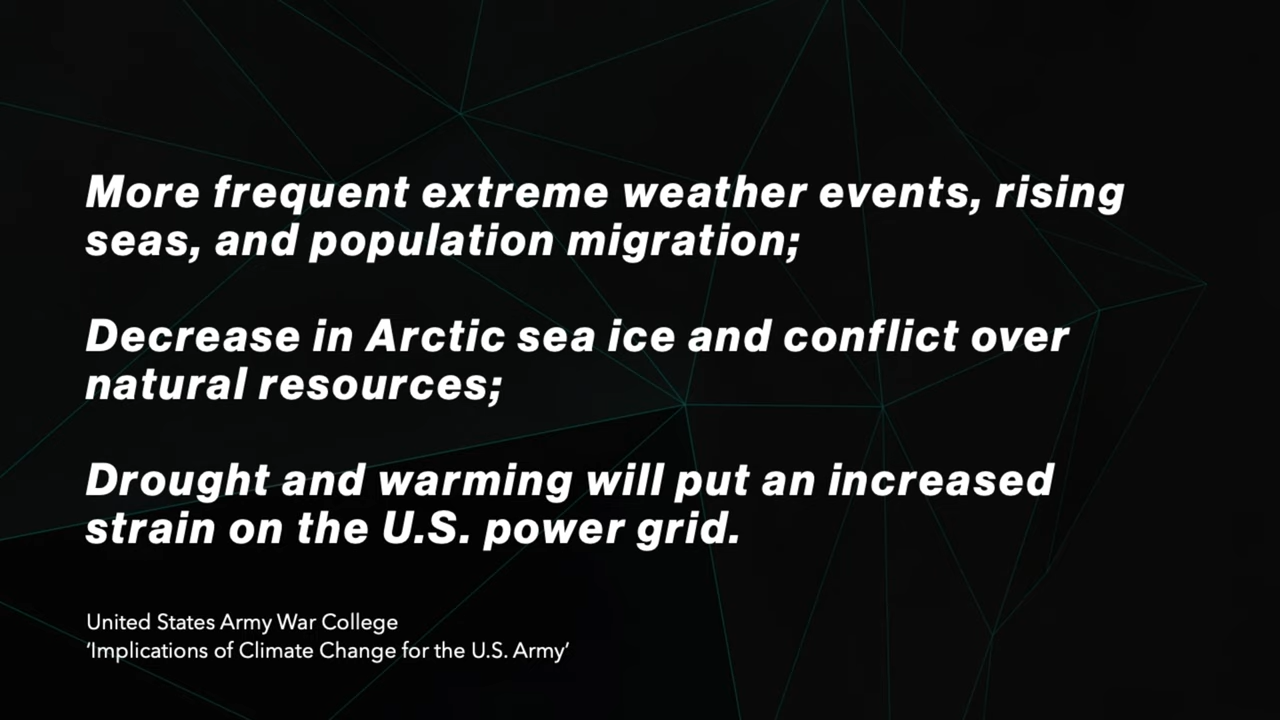 More frequent extreme weather events, rising
seas, and population migration;
Decrease in Arctic sea ice and conflict over
natural resources;
Drought and warming will put an increased
strain on the U.S. power grid.
United States Army War College
‘Implications of Climate Change for the U.S. Army’